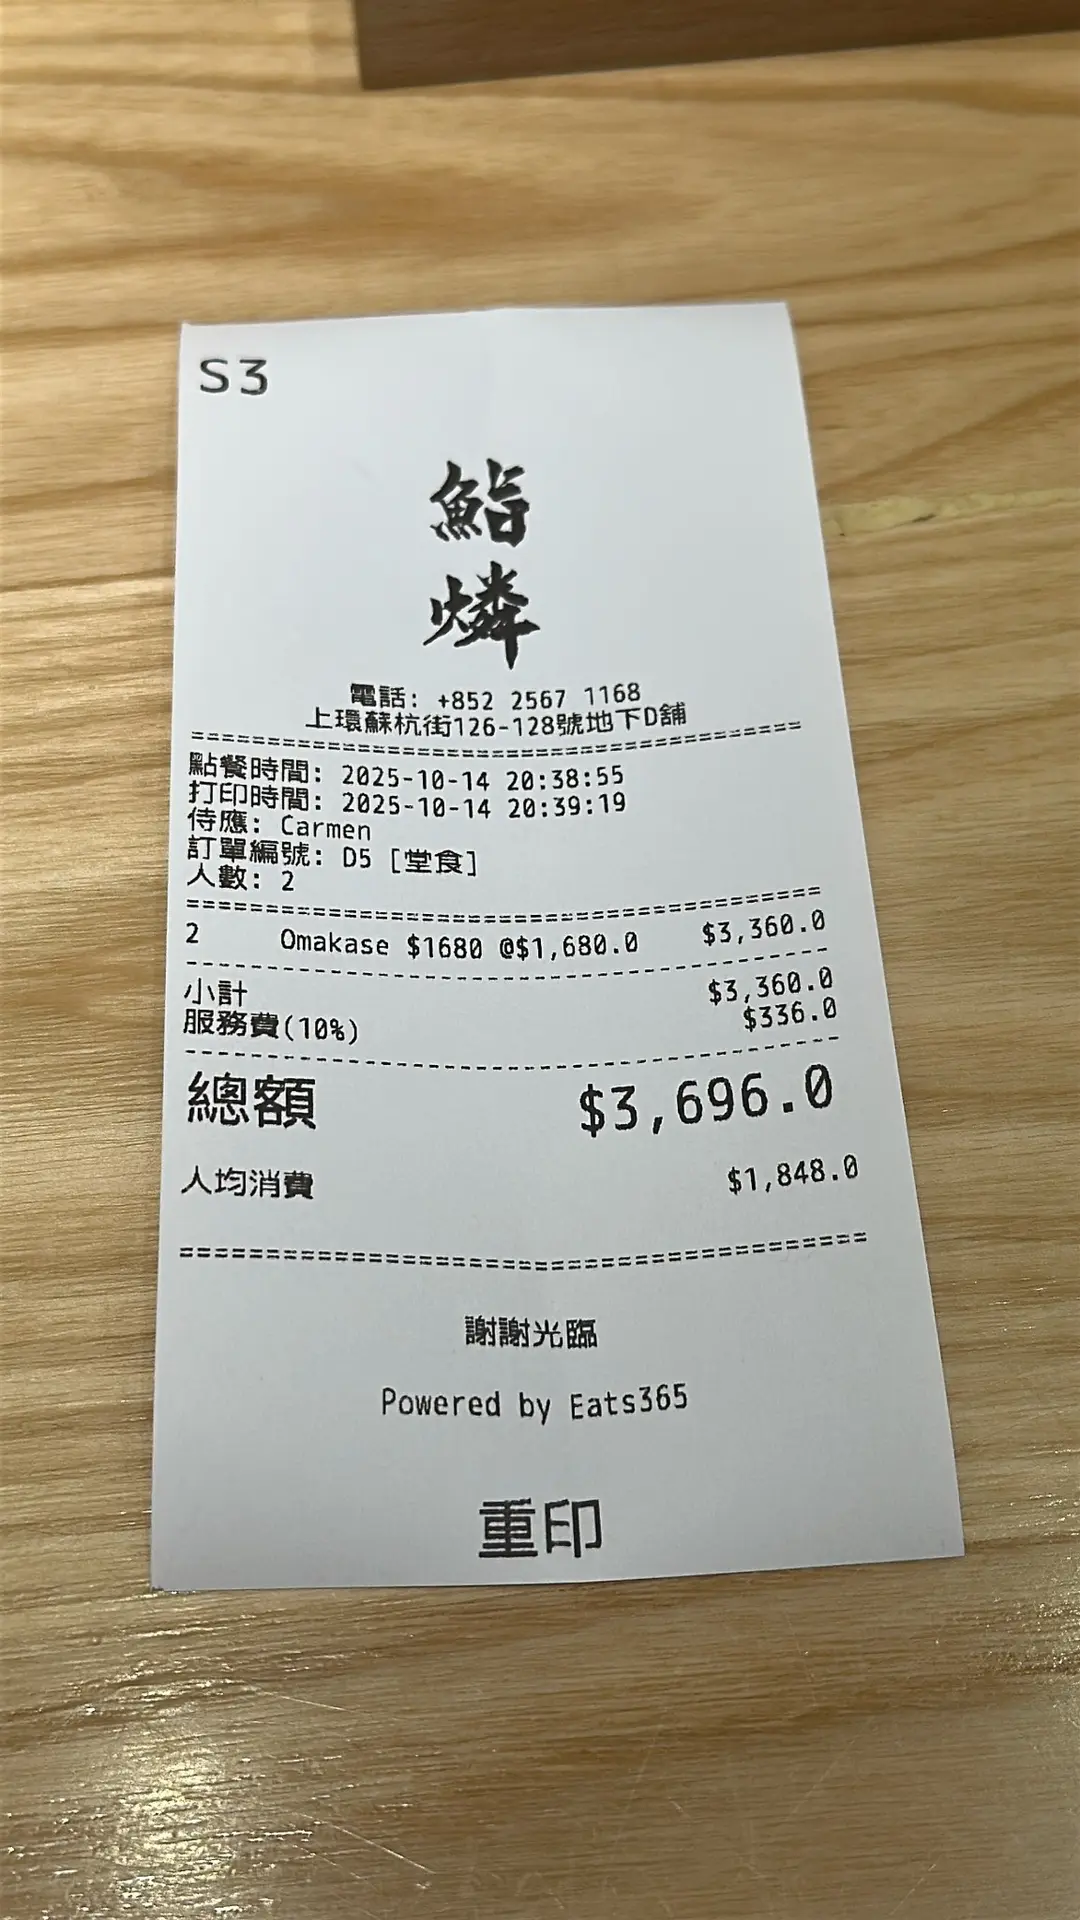 S3
鮨
燐
電話: +852 2567 1168
上環蘇杭街126-128號地下D舖
========================================
點餐時間: 2025-10-14 20:38:55
打印時間: 2025-10-14 20:39:19
侍應: Carmen
訂單編號: D5 [堂食]
人數: 2
========================================
2 Omakase $1680 @$1,680.0 $3,360.0
----------------------------------------
小計 $3,360.0
服務費(10%) $336.0
----------------------------------------
總額 $3,696.0
人均消費 $1,848.0
========================================
謝謝光臨
Powered by Eats365
重印